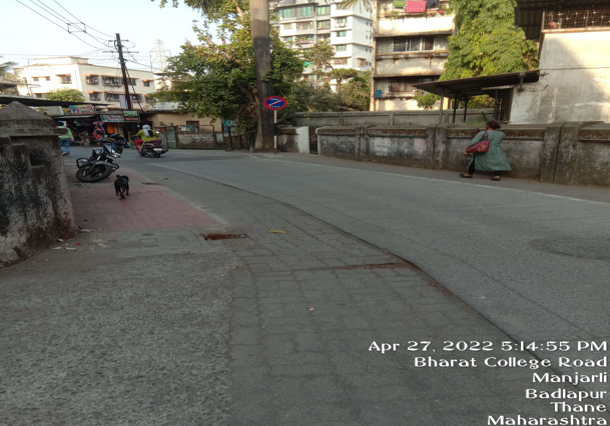 Apr 27, 2022 5:14:55 PM
Bharat College Road
Manjarli
Badlapur
Thane
Maharashtra